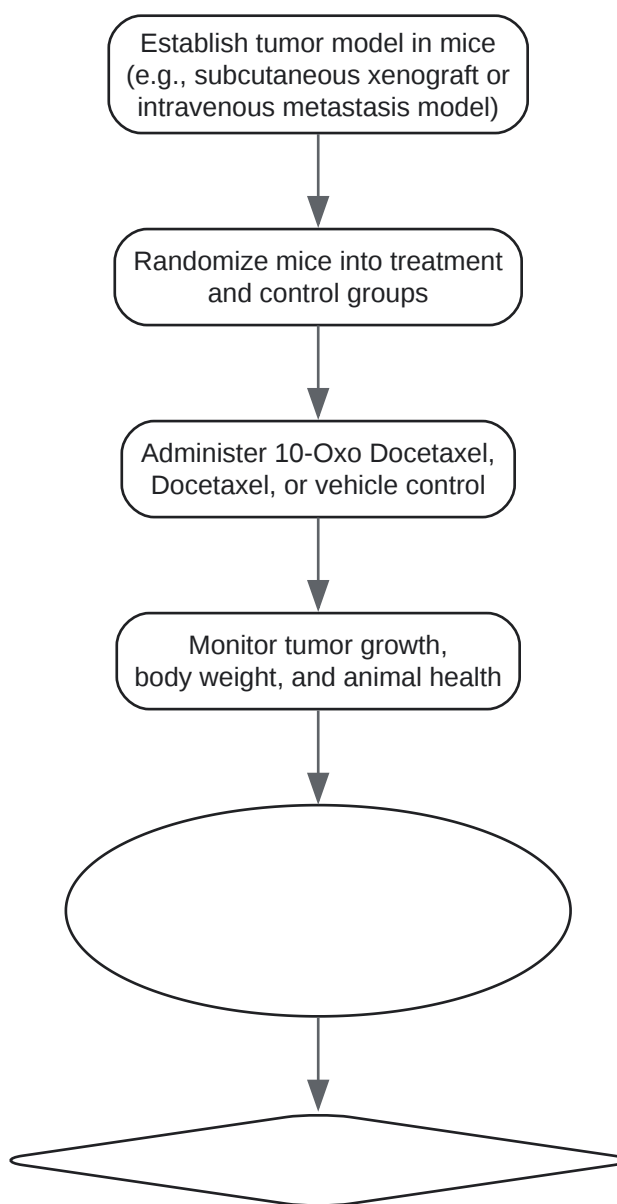 Establish tumor model in mice
(e.g., subcutaneous xenograft or
intravenous metastasis model)
Randomize mice into treatment
and control groups
Administer 10-Oxo Docetaxel,
Docetaxel, or vehicle control
Monitor tumor growth,
body weight, and animal health